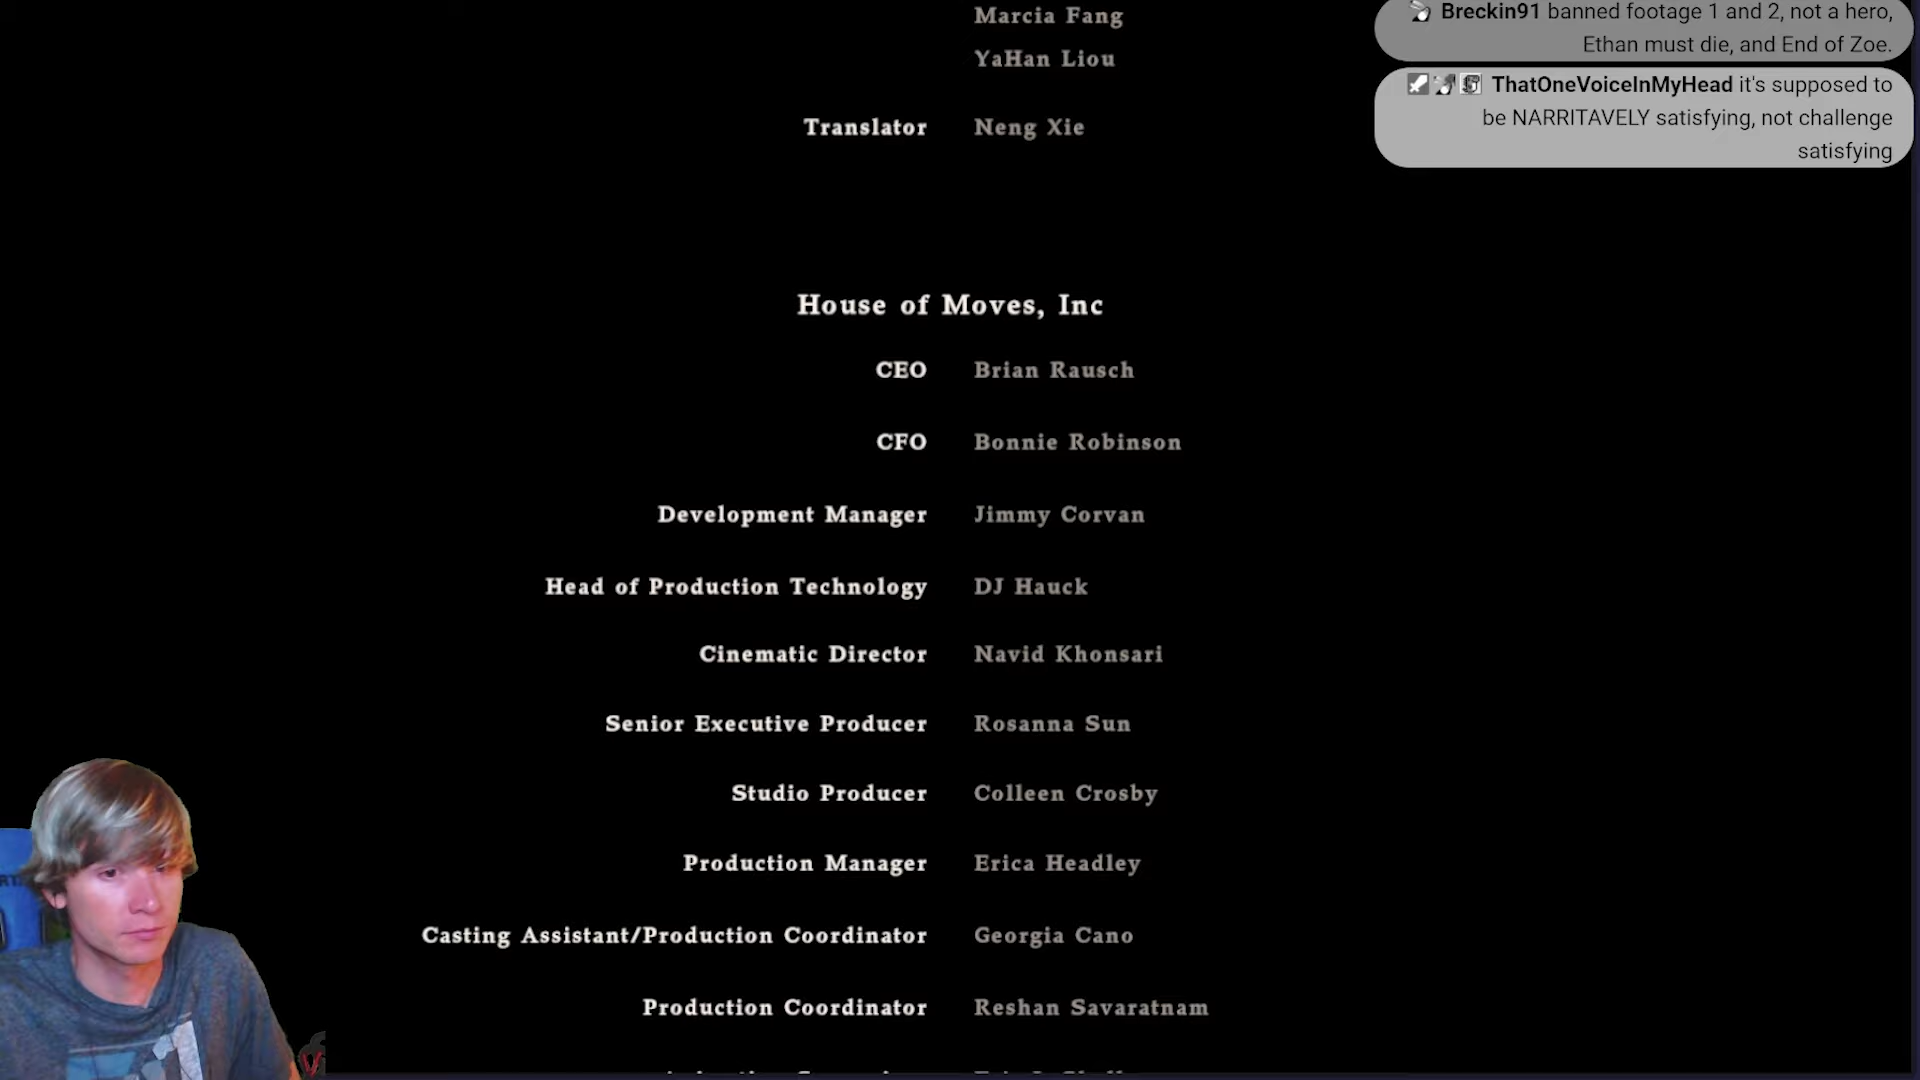 Marcia Fang
YaHan Liou
Translator Neng Xie
House of Moves, Inc
CEO Brian Rausch
CFO Bonnie Robinson
Development Manager Jimmy Corvan
Head of Production Technology DJ Hauck
Cinematic Director Navid Khonsari
Senior Executive Producer Rosanna Sun
Studio Producer Colleen Crosby
Production Manager Erica Headley
Casting Assistant/Production Coordinator Georgia Cano
Production Coordinator Reshan Savaratnam
Breckin91 banned footage 1 and 2, not a hero,
Ethan must die, and End of Zoe.
ThatOneVoiceInMyHead it's supposed to
be NARRITAVELY satisfying, not challenge
satisfying